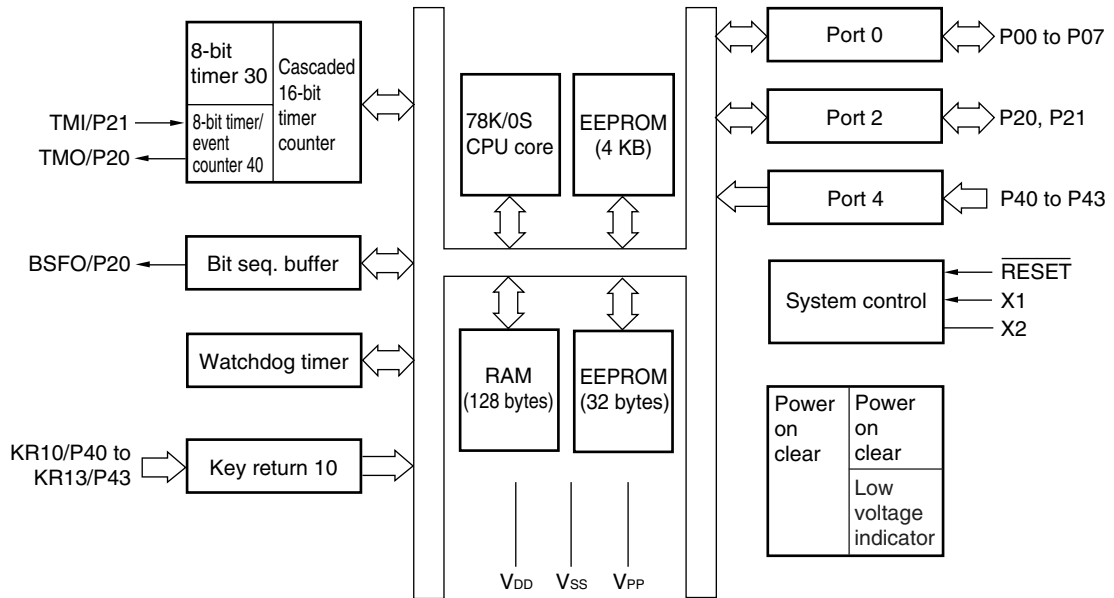 8-bit
timer 30
Cascaded
16-bit
timer
counter
8-bit timer/
event
counter 40
TMI/P21
TMO/P20
BSFO/P20
Bit seq. buffer
Watchdog timer
KR10/P40 to
KR13/P43
Key return 10
78K/0S
CPU core
EEPROM
(4 KB)
RAM
(128 bytes)
EEPROM
(32 bytes)
VDD
VSS
VPP
Port 0
P00 to P07
Port 2
P20, P21
Port 4
P40 to P43
System control
RESET
X1
X2
Power
on
clear
Power
on
clear
Low
voltage
indicator